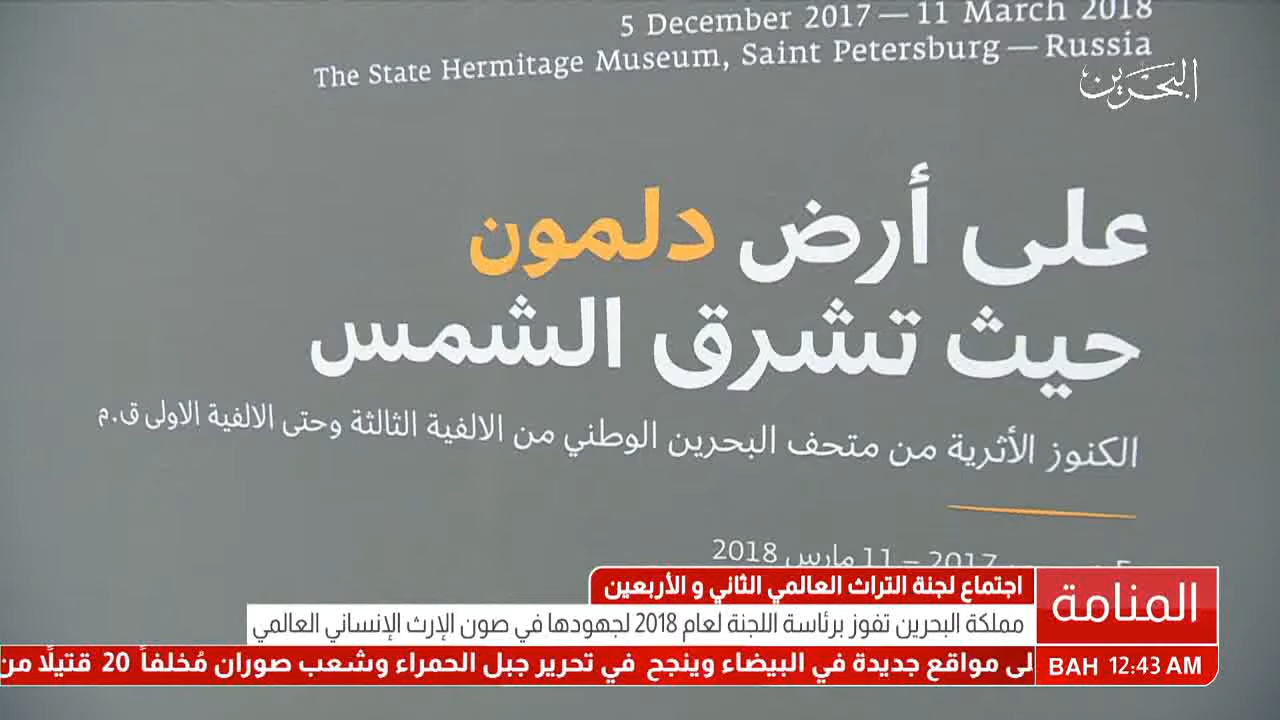 5 December 2017 — 11 March 2018
The State Hermitage Museum, Saint Petersburg — Russia
البحرين
على أرض دلمون
حيث تشرق الشمس
الكنوز الأثرية من متحف البحرين الوطني من الالفية الثالثة وحتى الالفية الاولى ق.م
2017 – 11 مارس 2018
اجتماع لجنة التراث العالمي الثاني و الأربعين
المنامة
مملكة البحرين تفوز برئاسة اللجنة لعام 2018 لجهودها في صون الإرث الإنساني العالمي
لى مواقع جديدة في البيضاء وينجح في تحرير جبل الحمراء وشعب صوران مُخلفاً 20 قتيلاً من
BAH 12:43 AM